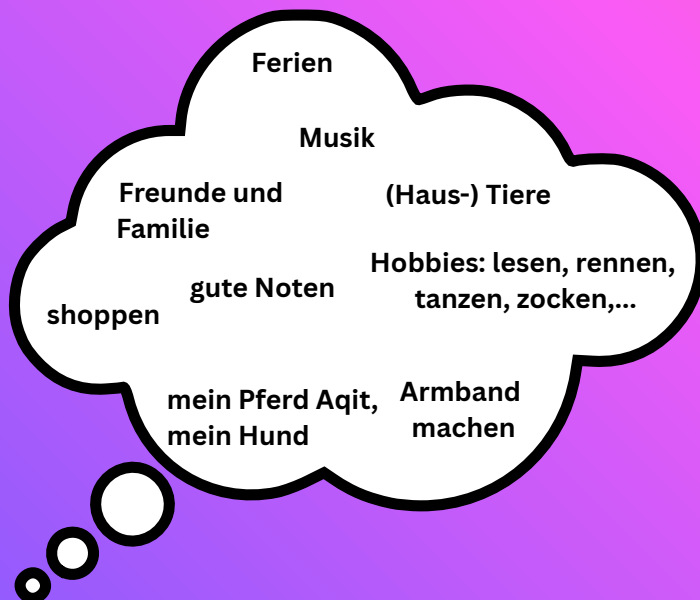 Ferien
Musik
Freunde und
Familie
(Haus-) Tiere
Hobbies: lesen, rennen,
tanzen, zocken,...
gute Noten
shoppen
mein Pferd Aqit,
mein Hund
Armband
machen